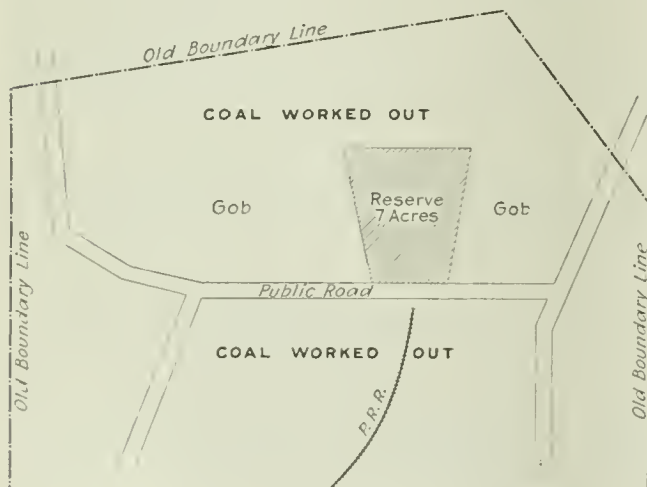 Old Boundary Line
COAL WORKED OUT
Gob
Reserve
7 Acres
Gob
Old Boundary Line
Public Road
Old Boundary Line
COAL WORKED OUT
P.R.R.